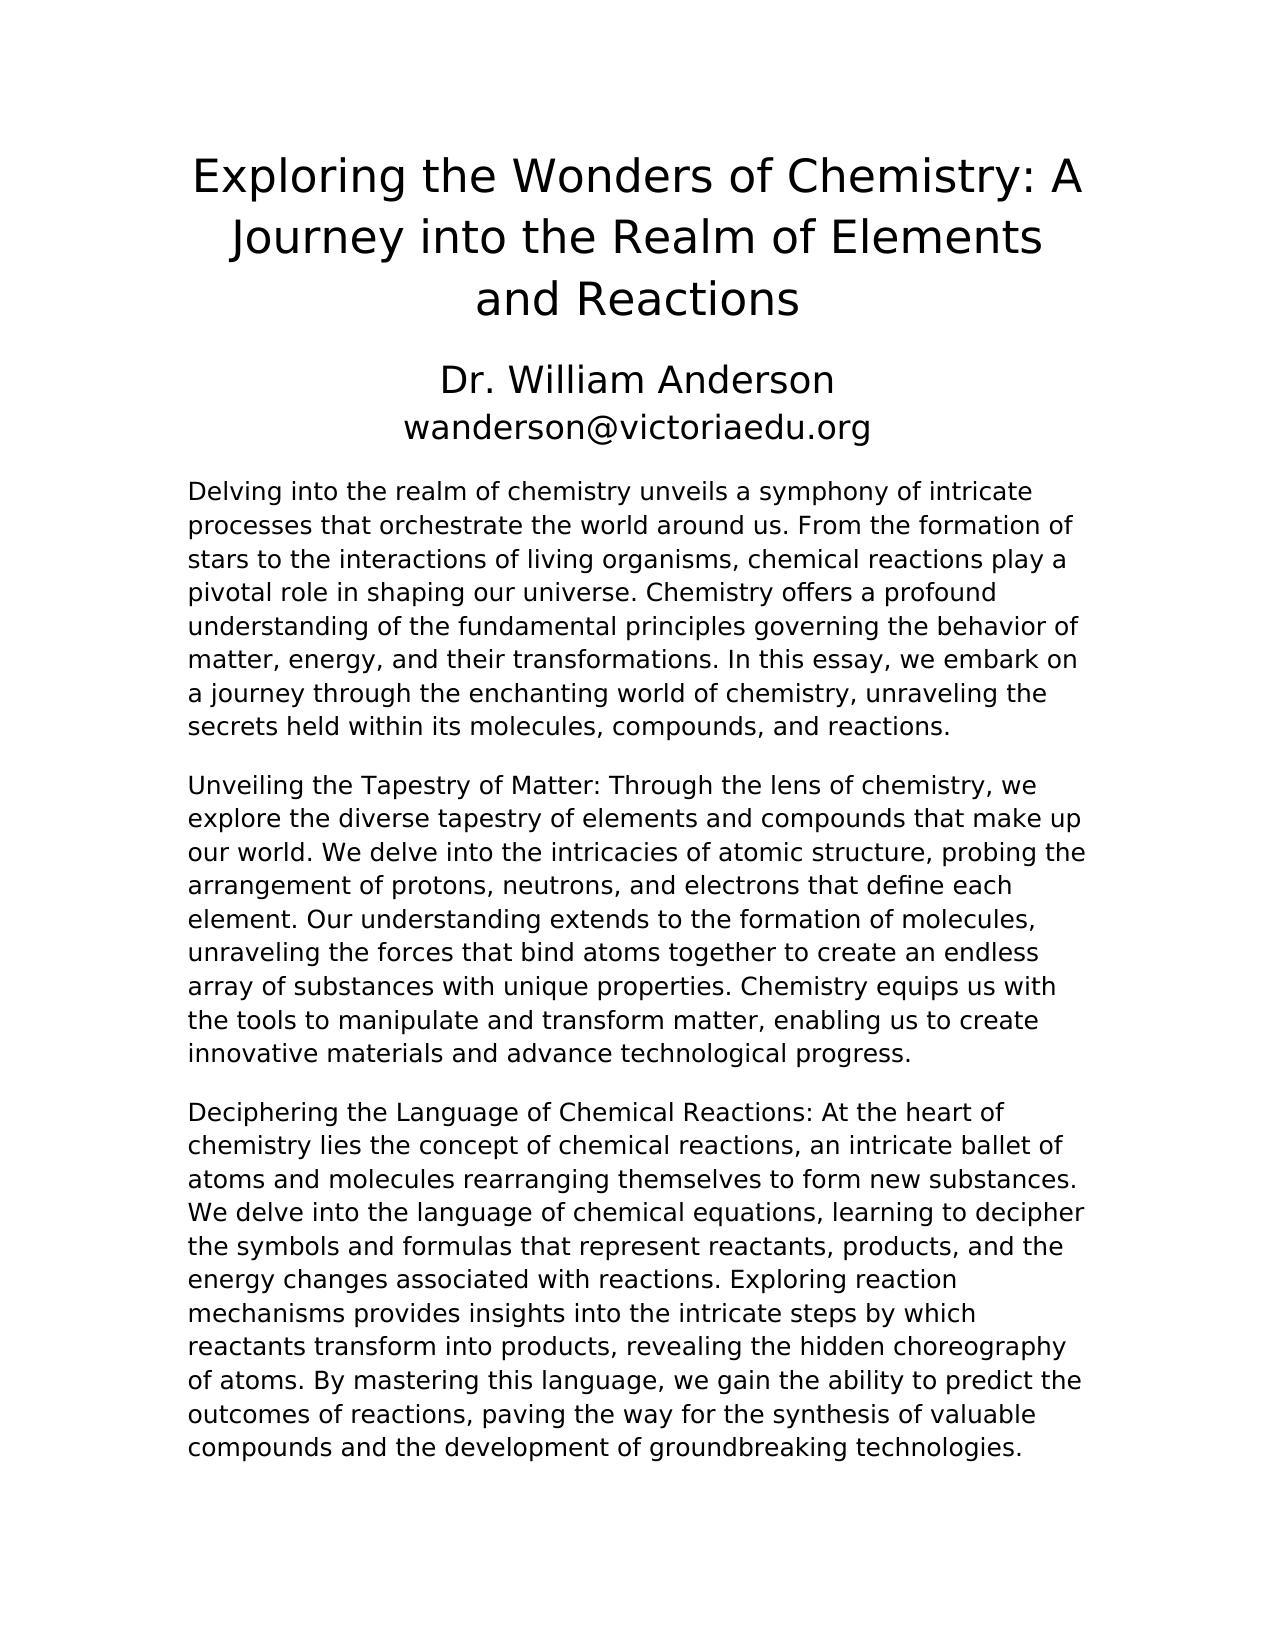 Exploring the Wonders of Chemistry: A
Journey into the Realm of Elements
and Reactions
Dr. William Anderson
wanderson@victoriaedu.org
Delving into the realm of chemistry unveils a symphony of intricate
processes that orchestrate the world around us. From the formation of
stars to the interactions of living organisms, chemical reactions play a
pivotal role in shaping our universe. Chemistry offers a profound
understanding of the fundamental principles governing the behavior of
matter, energy, and their transformations. In this essay, we embark on
a journey through the enchanting world of chemistry, unraveling the
secrets held within its molecules, compounds, and reactions.
Unveiling the Tapestry of Matter: Through the lens of chemistry, we
explore the diverse tapestry of elements and compounds that make up
our world. We delve into the intricacies of atomic structure, probing the
arrangement of protons, neutrons, and electrons that define each
element. Our understanding extends to the formation of molecules,
unraveling the forces that bind atoms together to create an endless
array of substances with unique properties. Chemistry equips us with
the tools to manipulate and transform matter, enabling us to create
innovative materials and advance technological progress.
Deciphering the Language of Chemical Reactions: At the heart of
chemistry lies the concept of chemical reactions, an intricate ballet of
atoms and molecules rearranging themselves to form new substances.
We delve into the language of chemical equations, learning to decipher
the symbols and formulas that represent reactants, products, and the
energy changes associated with reactions. Exploring reaction
mechanisms provides insights into the intricate steps by which
reactants transform into products, revealing the hidden choreography
of atoms. By mastering this language, we gain the ability to predict the
outcomes of reactions, paving the way for the synthesis of valuable
compounds and the development of groundbreaking technologies.